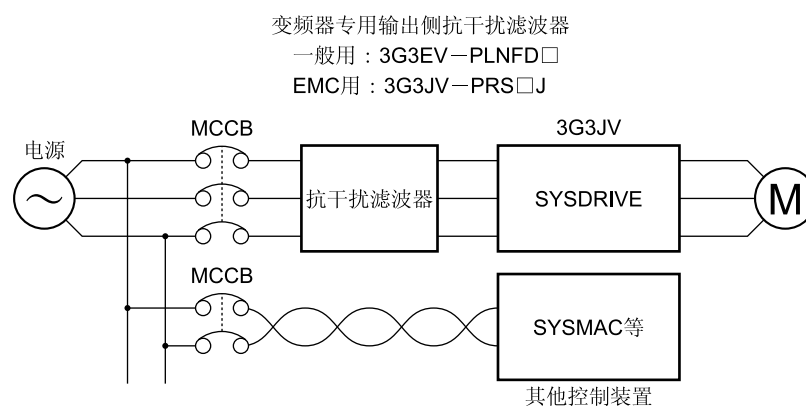 变频器专用输出侧抗干扰滤波器
一般用：3G3EV－PLNFD□
EMC用：3G3JV－PRS□J
MCCB
3G3JV
电源
抗干扰滤波器
SYSDRIVE
M
MCCB
SYSMAC等
其他控制装置